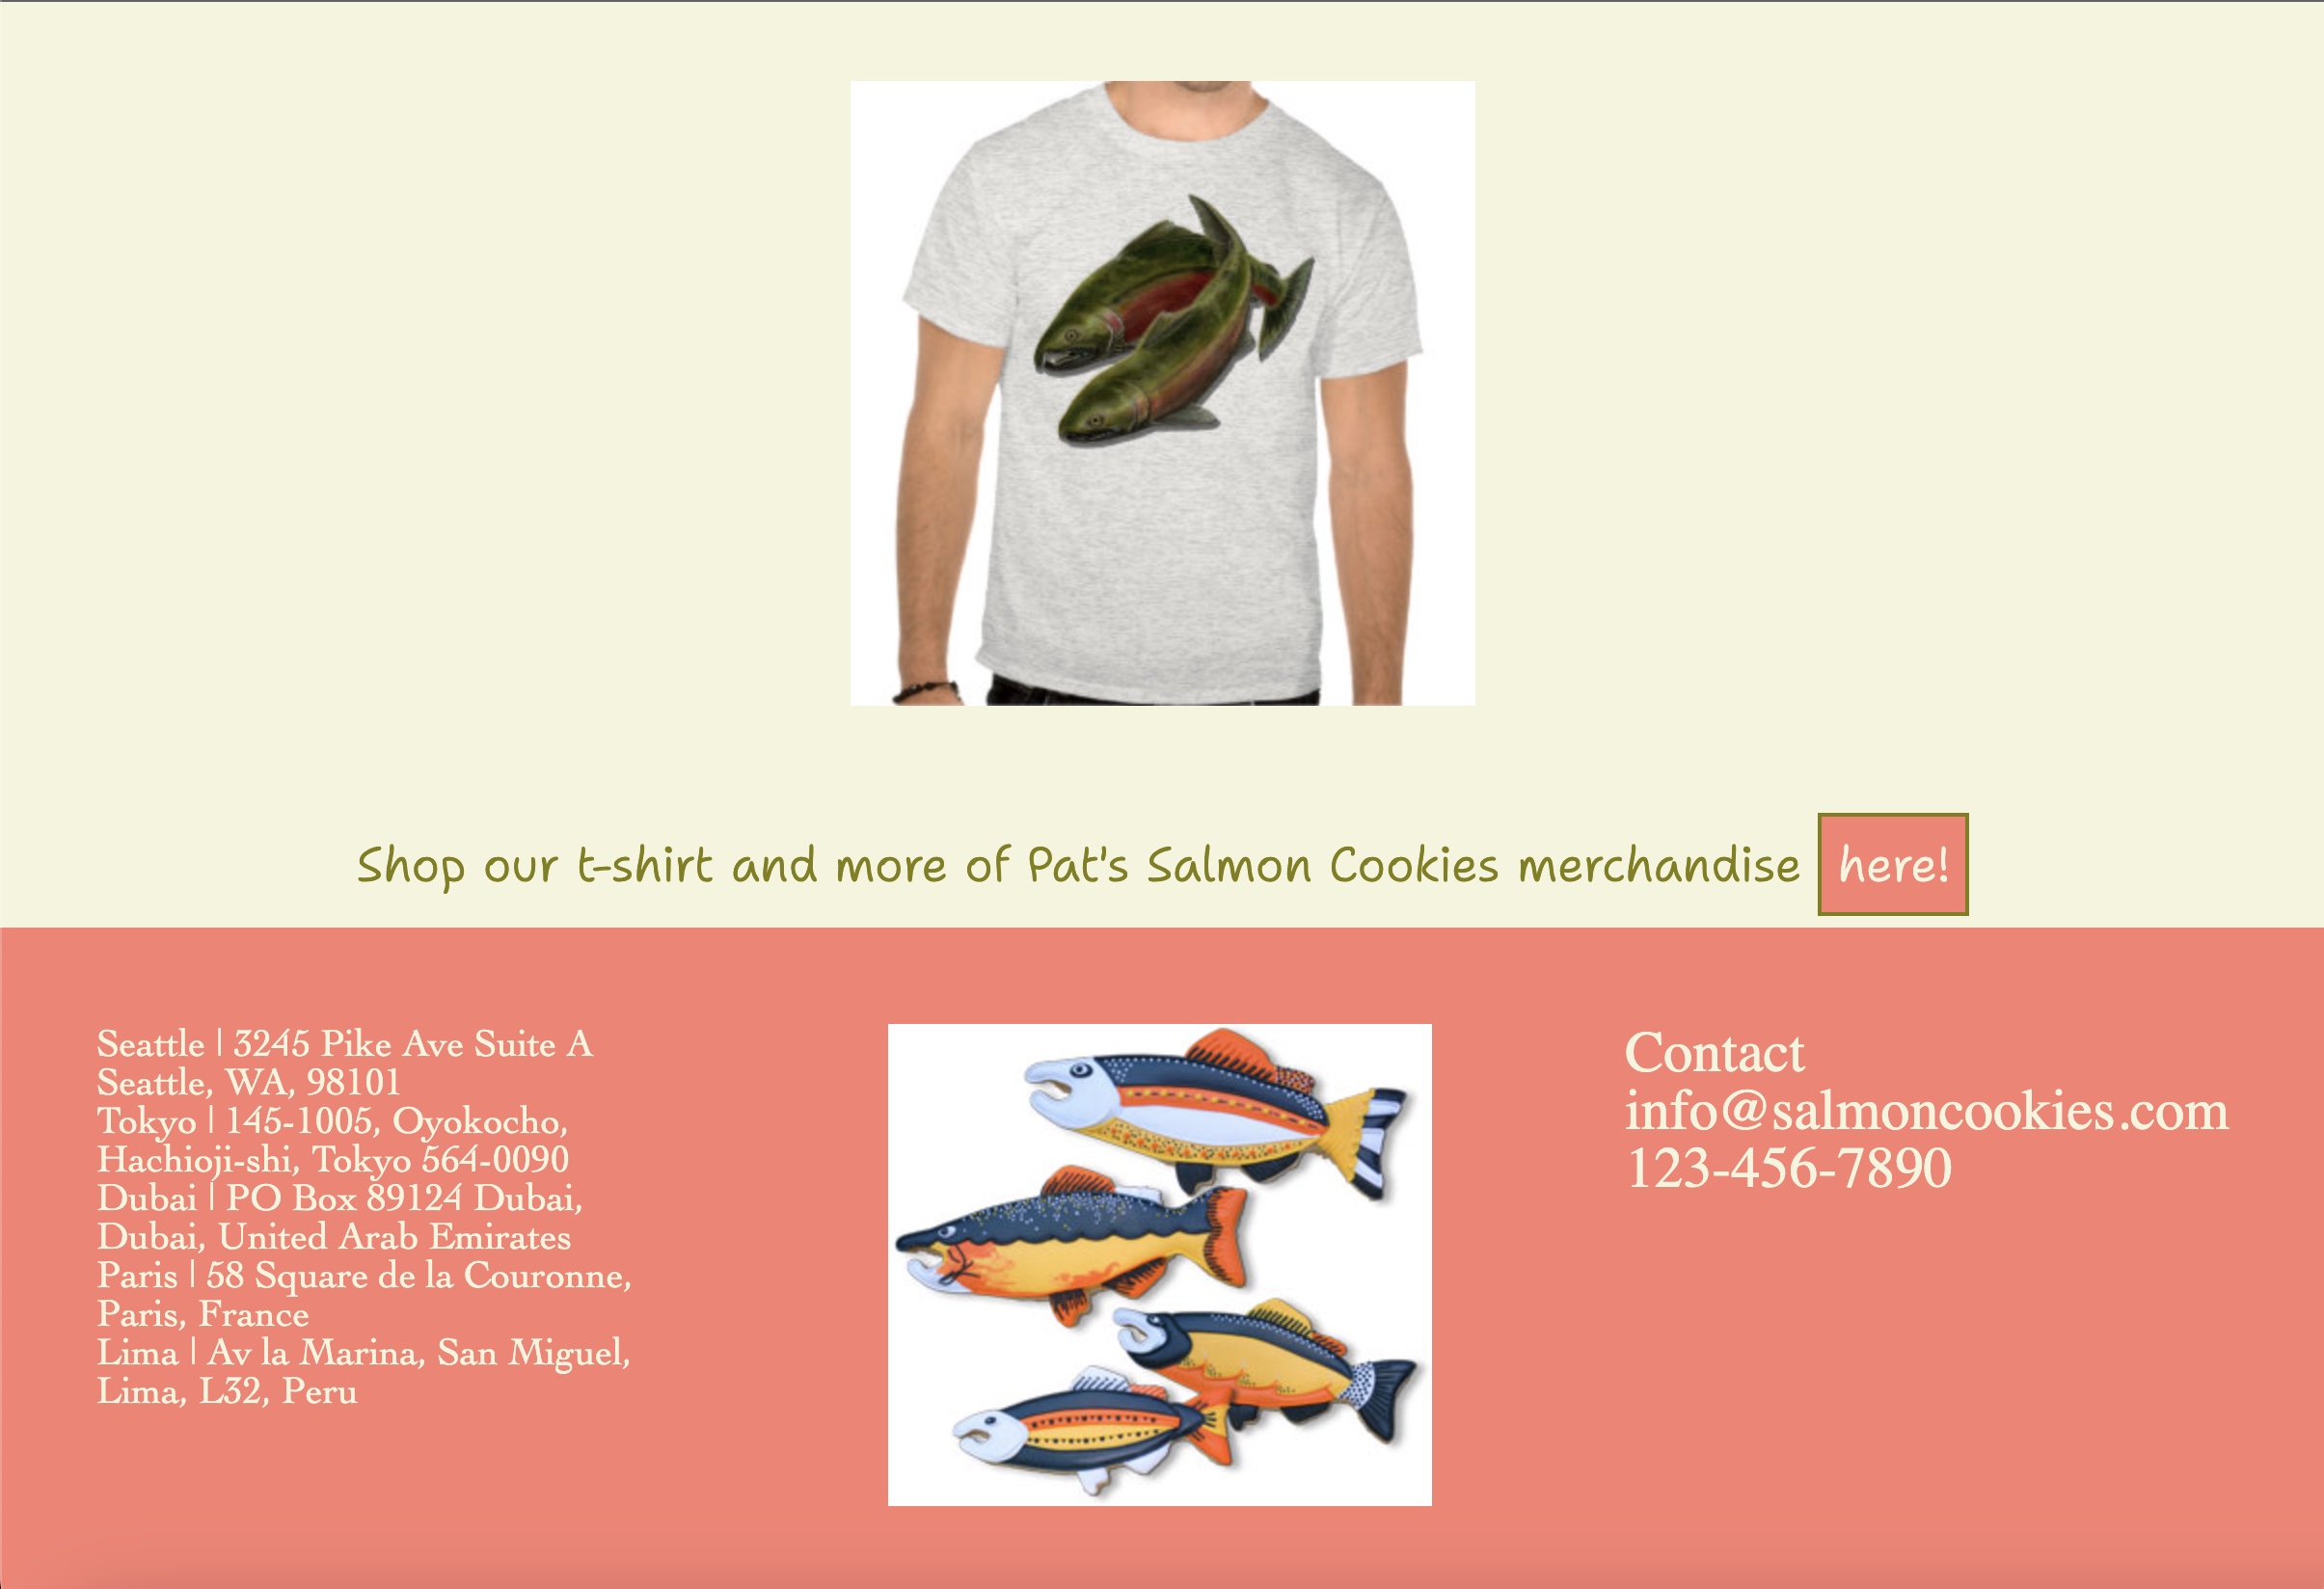 Shop our t-shirt and more of Pat's Salmon Cookies merchandise here!
Seattle | 3245 Pike Ave Suite A
Seattle, WA, 98101
Tokyo | 145-1005, Oyokocho,
Hachioji-shi, Tokyo 564-0090
Dubai | PO Box 89124 Dubai,
Dubai, United Arab Emirates
Paris | 58 Square de la Couronne,
Paris, France
Lima | Av la Marina, San Miguel,
Lima, L32, Peru
Contact
info@salmoncookies.com
123-456-7890